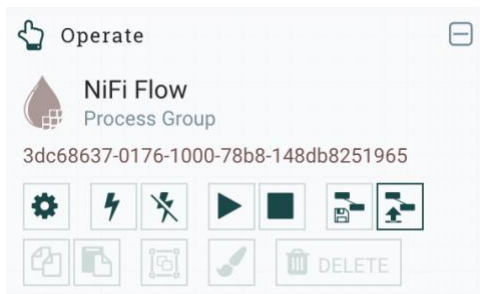 Operate
NiFi Flow
Process Group
3dc68637-0176-1000-78b8-148db8251965
DELETE